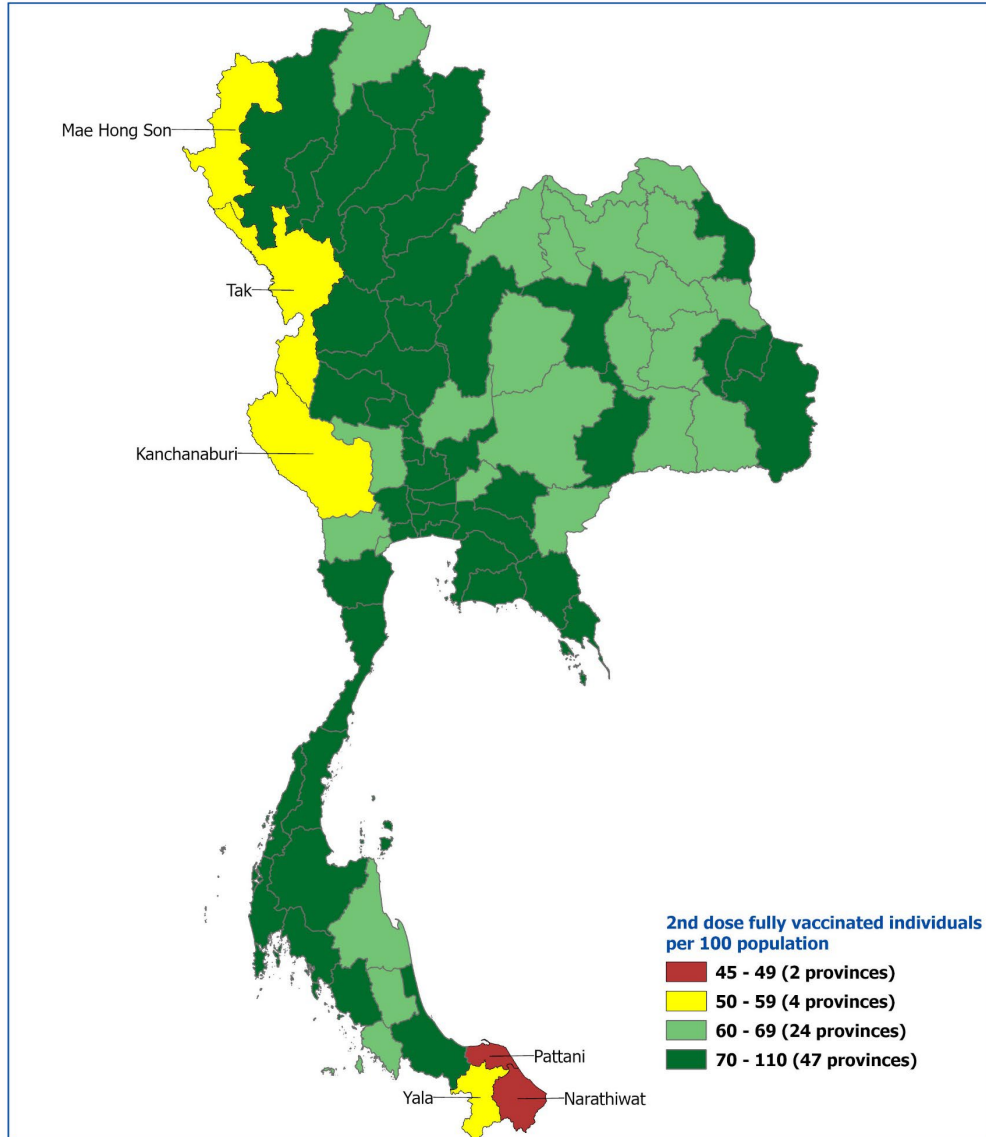 Mae Hong Son
Tak
Kanchanaburi
2nd dose fully vaccinated individuals
per 100 population
45 - 49 (2 provinces)
50 - 59 (4 provinces)
60 - 69 (24 provinces)
70 - 110 (47 provinces)
Pattani
Yala
Narathiwat